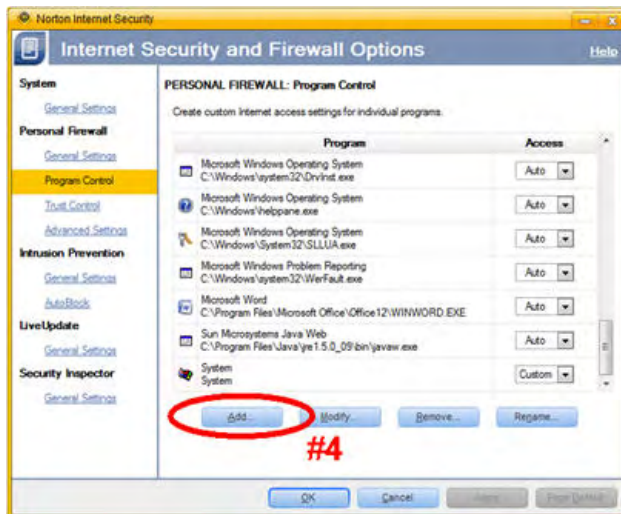 Norton Internet Security
Internet Security and Firewall Options
Help
System
General Settings
Personal Firewall
General Settings
Program Control
Trust Control
Advanced Settings
Intrusion Prevention
General Settings
AutoBlock
LiveUpdate
General Settings
Security Inspector
General Settings
PERSONAL FIREWALL: Program Control
Create custom Internet access settings for individual programs.
Program Access
Microsoft Windows Operating System
C:\Windows\system32\DrvInst.exe
Auto
Microsoft Windows Operating System
C:\Windows\helppane.exe
Auto
Microsoft Windows Operating System
C:\Windows\System32\SLLUA.exe
Auto
Microsoft Windows Problem Reporting
C:\Windows\system32\WerFault.exe
Auto
Microsoft Word
C:\Program Files\Microsoft Office\Office12\WINWORD.EXE
Auto
Sun Microsystems Java Web
C:\Program Files\Java\jre1.5.0_09\bin\javaw.exe
Auto
System
System
Custom
Add... Modify... Remove... Rename...
#4
OK Cancel Page Default